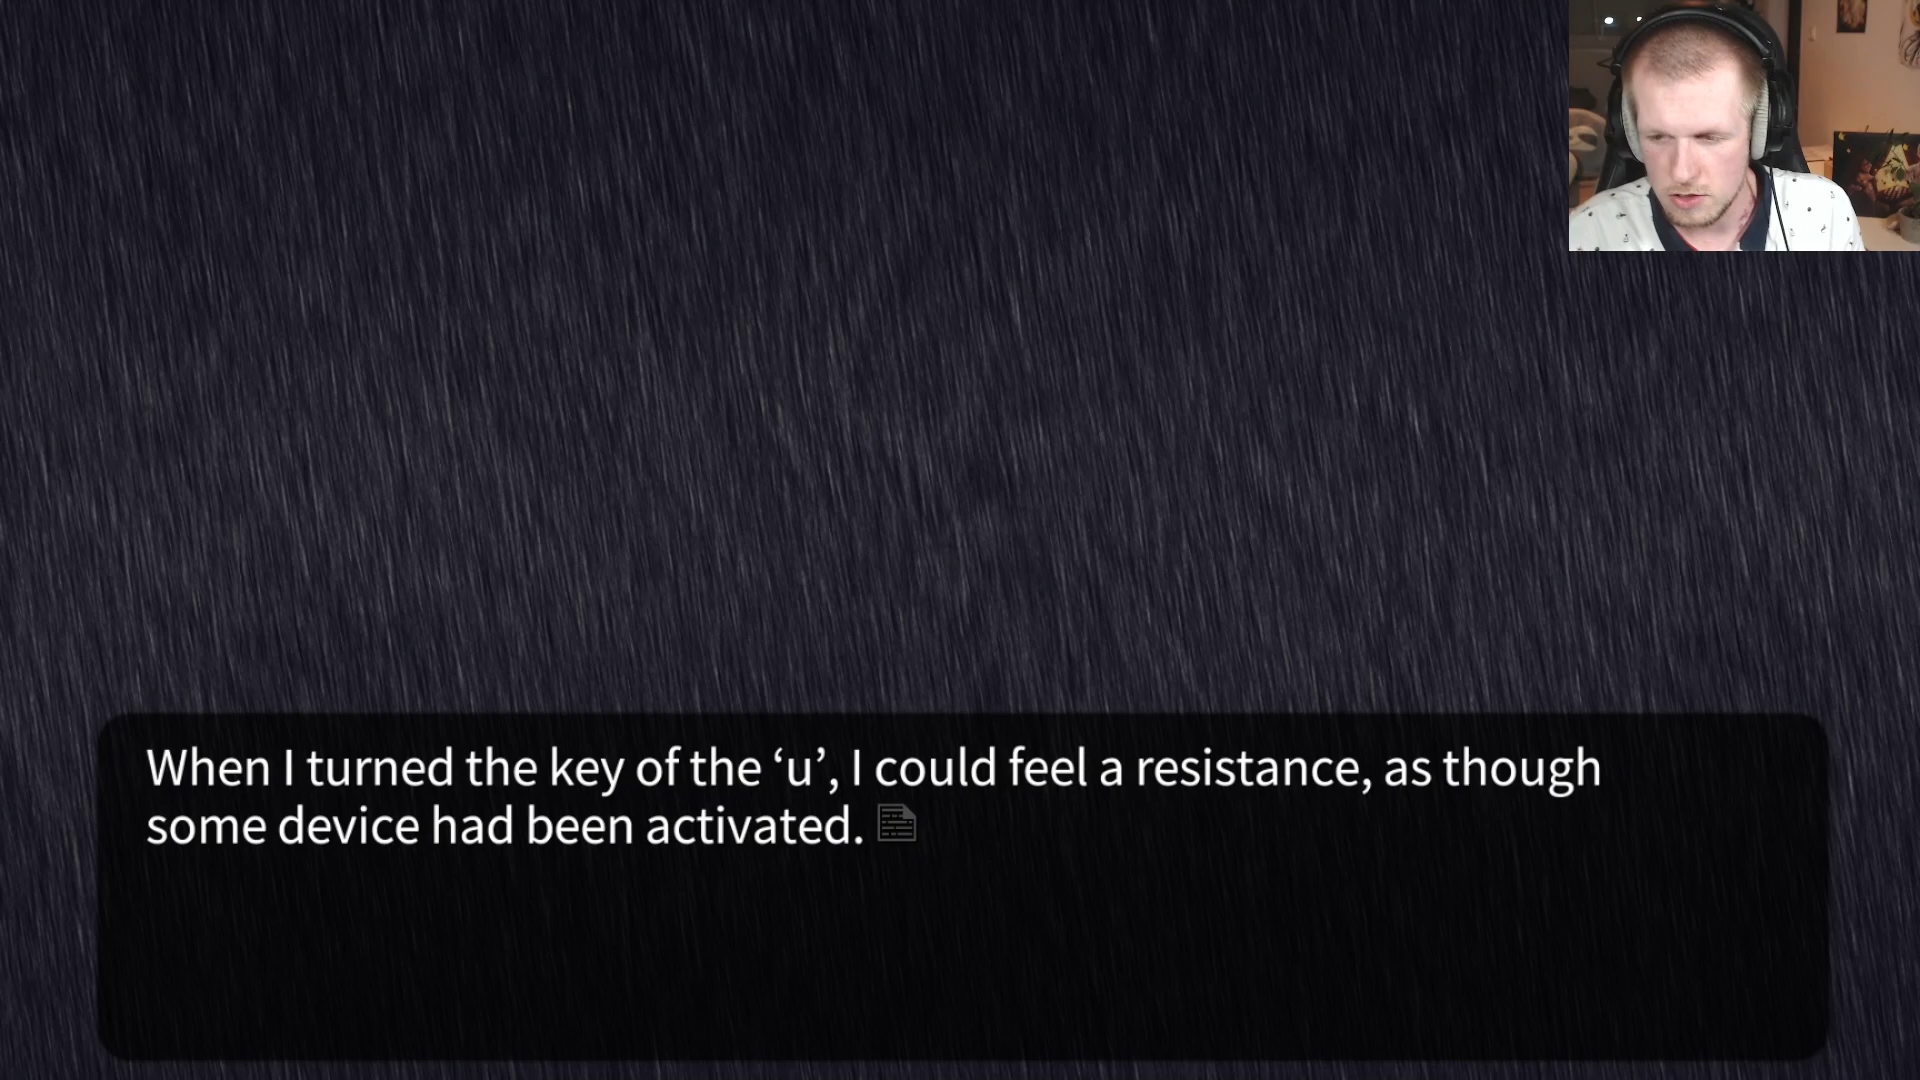 When I turned the key of the ‘u’, I could feel a resistance, as though
some device had been activated.